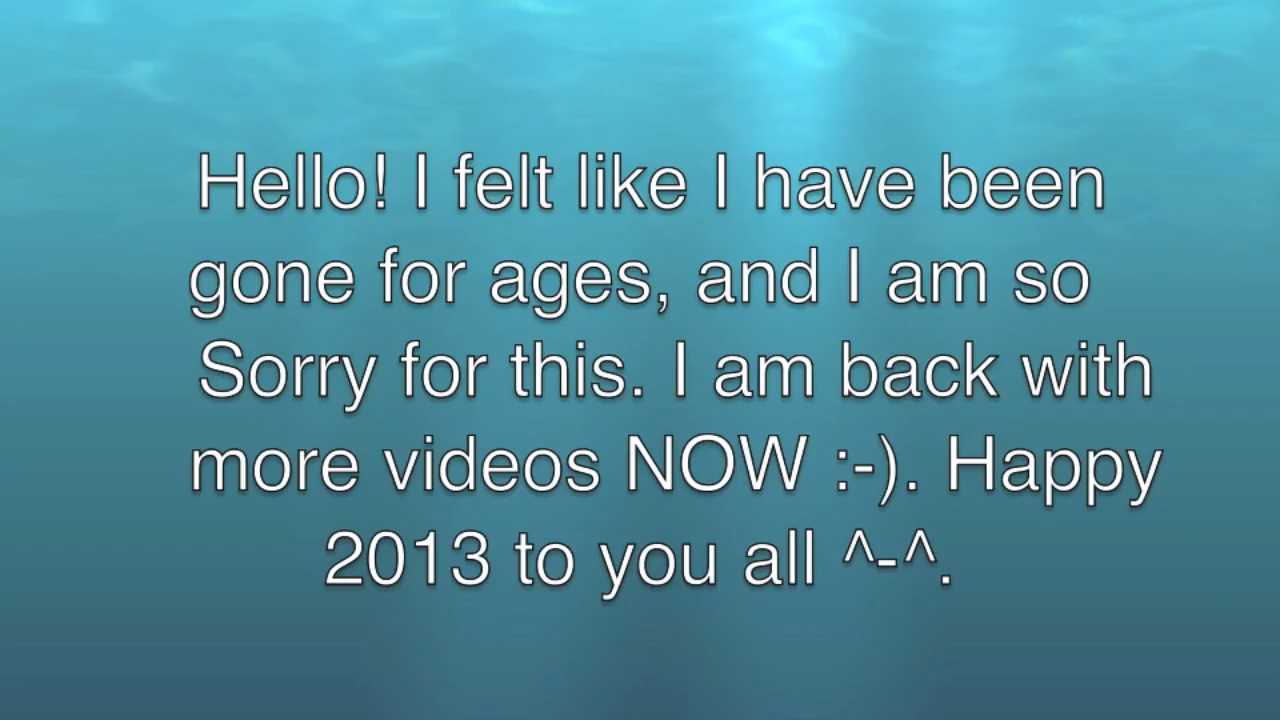 Hello! I felt like I have been
gone for ages, and I am so
Sorry for this. I am back with
more videos NOW :-). Happy
2013 to you all ^-^.